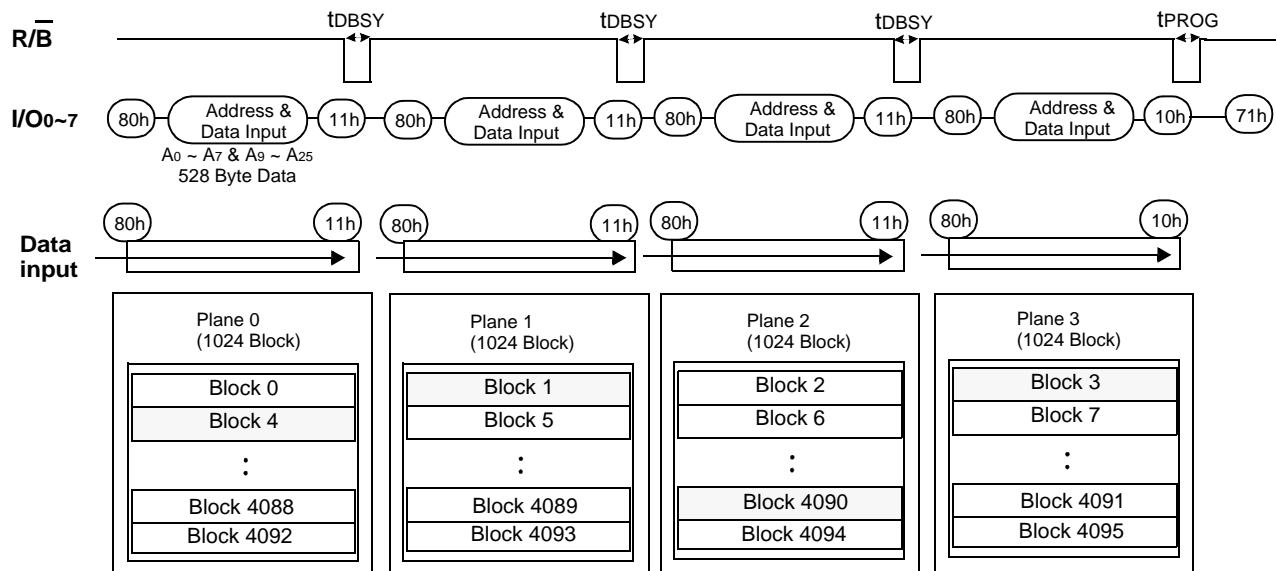 tDBSY tDBSY tDBSY tPROG
R/B
I/O0~7 80h Address & Data Input 11h 80h Address & Data Input 11h 80h Address & Data Input 11h 80h Address & Data Input 10h 71h
A0 ~ A7 & A9 ~ A25
528 Byte Data
80h 11h 80h 11h 80h 11h 80h 10h
Data
input
Plane 0
(1024 Block)
Block 0
Block 4
:
Block 4088
Block 4092
Plane 1
(1024 Block)
Block 1
Block 5
:
Block 4089
Block 4093
Plane 2
(1024 Block)
Block 2
Block 6
:
Block 4090
Block 4094
Plane 3
(1024 Block)
Block 3
Block 7
:
Block 4091
Block 4095